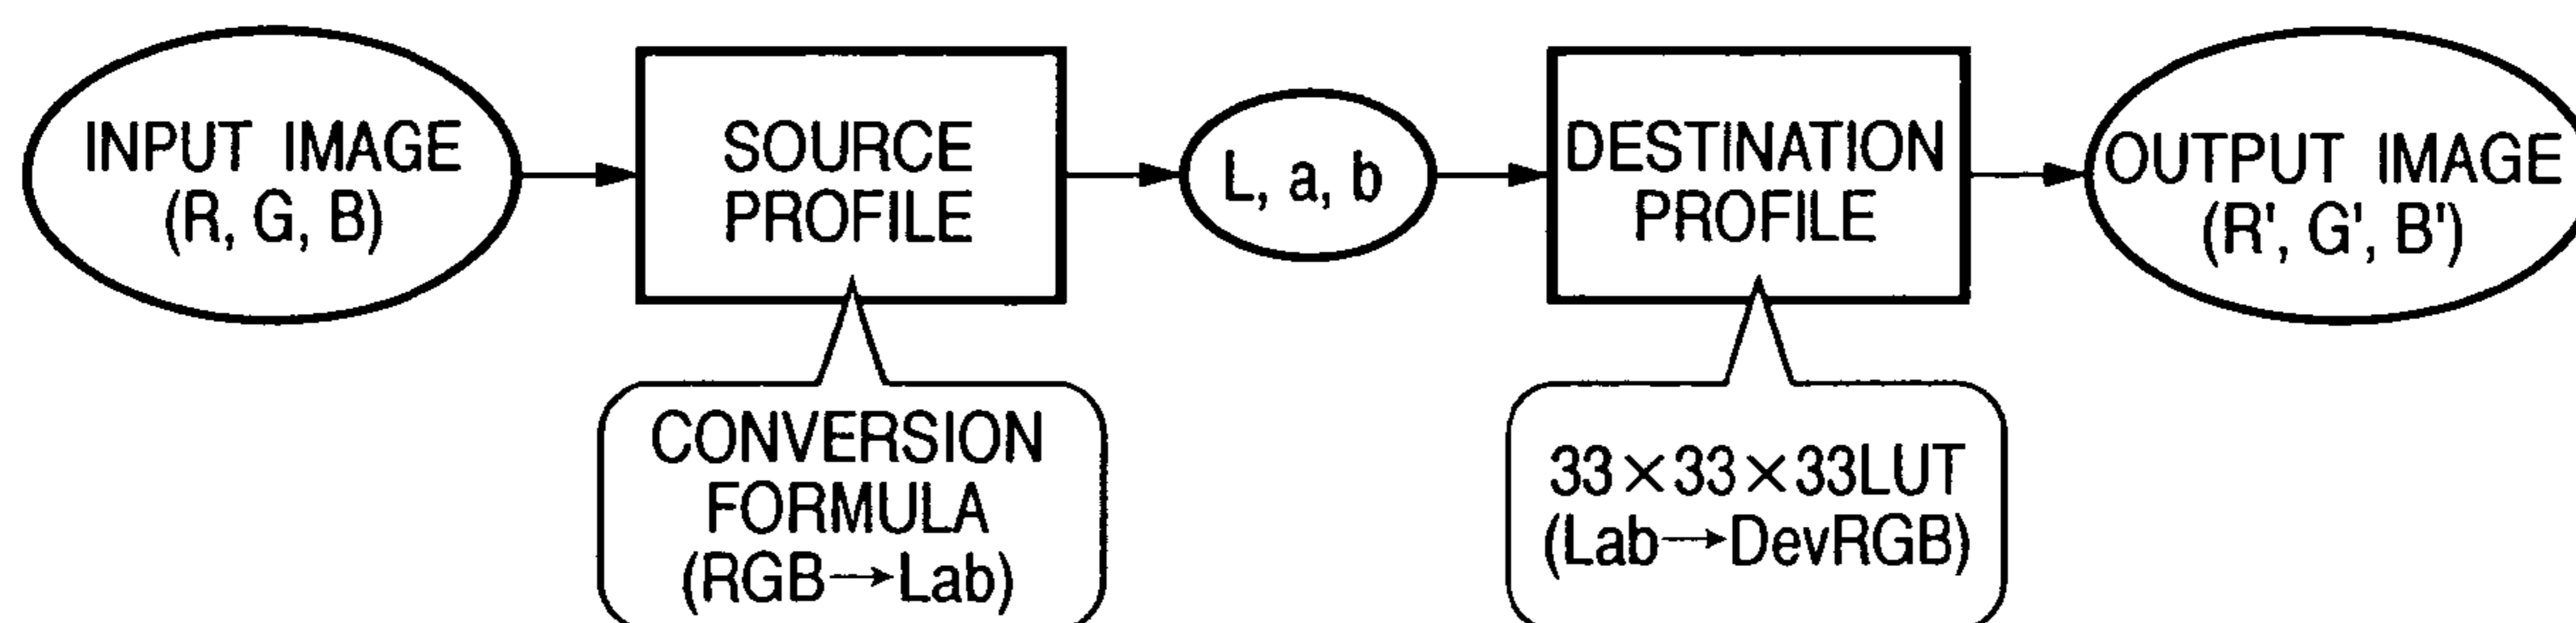 INPUT IMAGE
(R, G, B)
SOURCE
PROFILE
L, a, b
DESTINATION
PROFILE
OUTPUT IMAGE
(R', G', B')
CONVERSION
FORMULA
(RGB→Lab)
33×33×33LUT
(Lab→DevRGB)